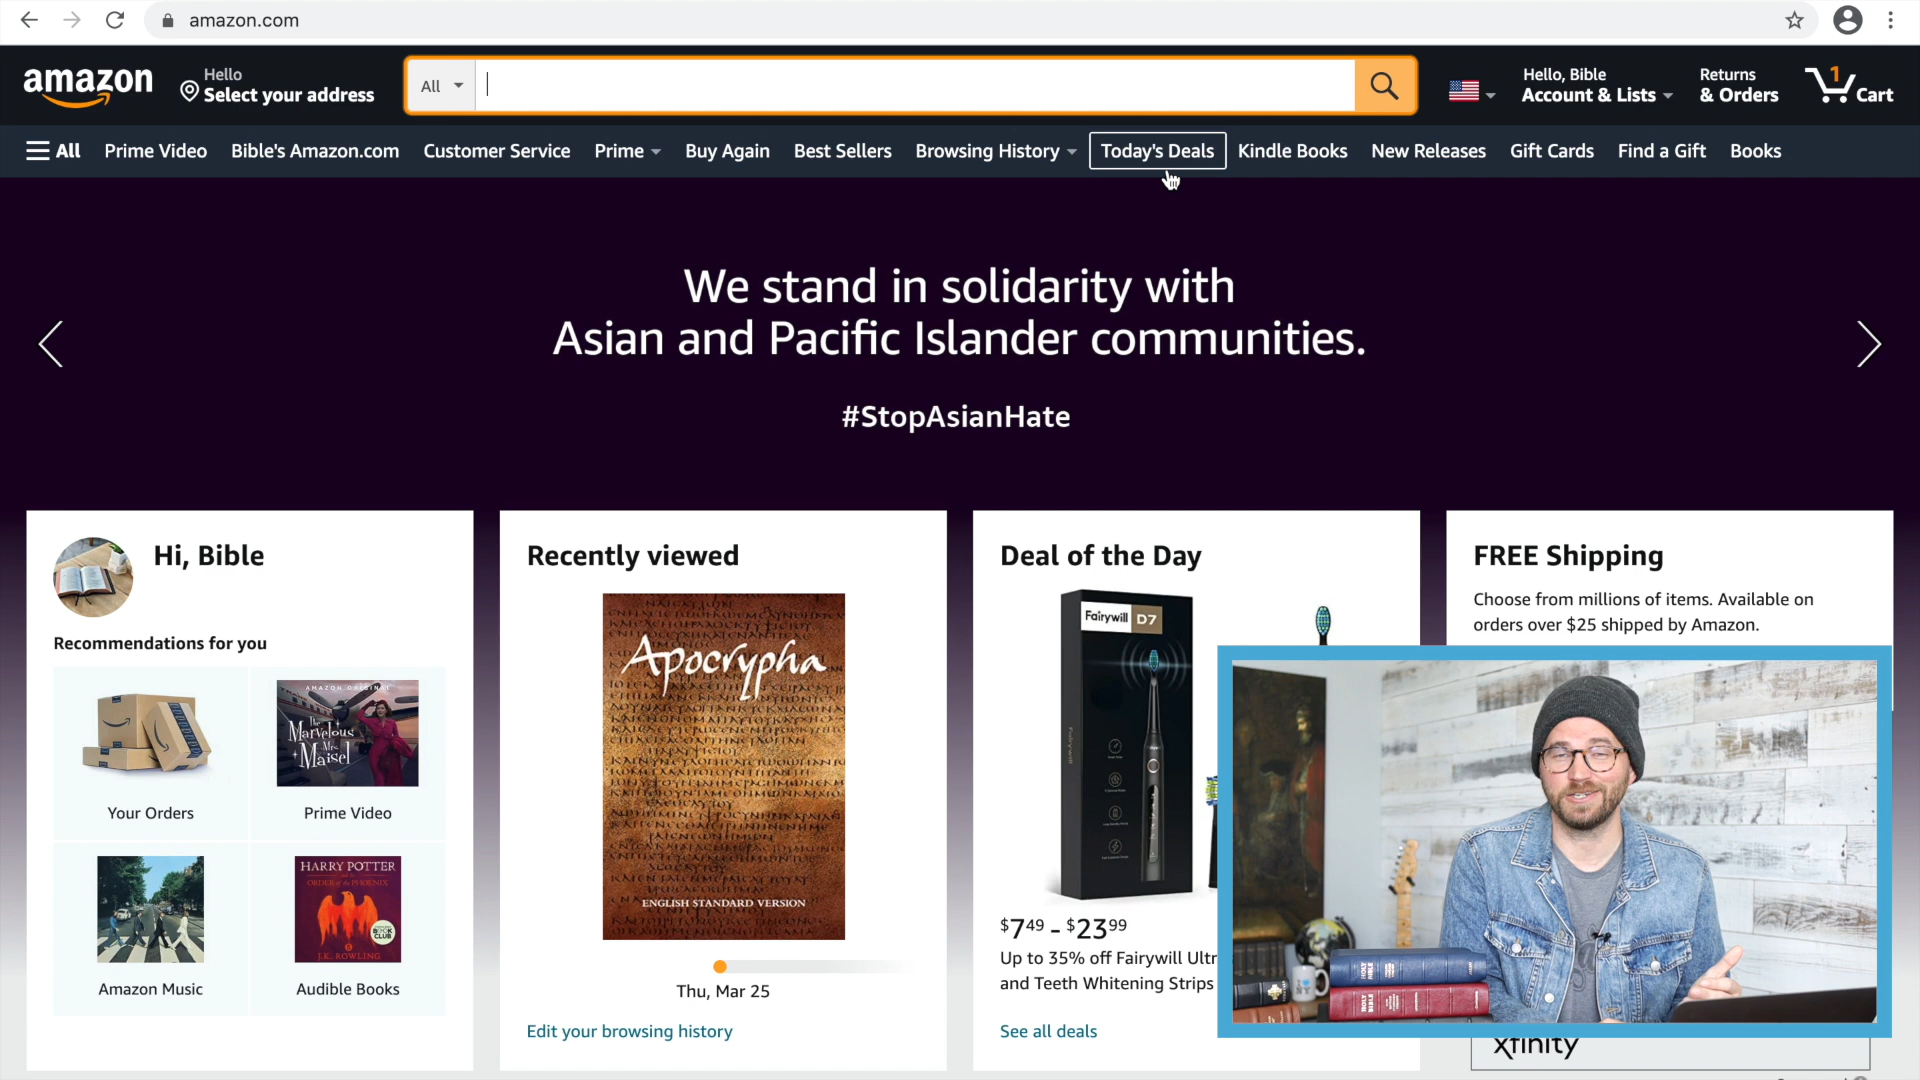 amazon.com
amazon
Hello
Select your address
All
Hello, Bible
Account & Lists
Returns
& Orders
1
Cart
All
Prime Video
Bible's Amazon.com
Customer Service
Prime
Buy Again
Best Sellers
Browsing History
Today's Deals
Kindle Books
New Releases
Gift Cards
Find a Gift
Books
We stand in solidarity with
Asian and Pacific Islander communities.
#StopAsianHate
Hi, Bible
Recommendations for you
Your Orders
AMAZON ORIGINAL
The
Marvelous
Mrs.
Maisel
Prime Video
Amazon Music
HARRY POTTER
ORDER of the PHOENIX
BOOK
CLUB
J.K. ROWLING
Audible Books
Recently viewed
Apocrypha
ENGLISH STANDARD VERSION
Thu, Mar 25
Edit your browsing history
Deal of the Day
Fairywill D7
Fairywill
$7.49 - $23.99
Up to 35% off Fairywill Ultr
and Teeth Whitening Strips
See all deals
FREE Shipping
Choose from millions of items. Available on
orders over $25 shipped by Amazon.
HOLY
BIBLE
HOLY
BIBLE
xfinity